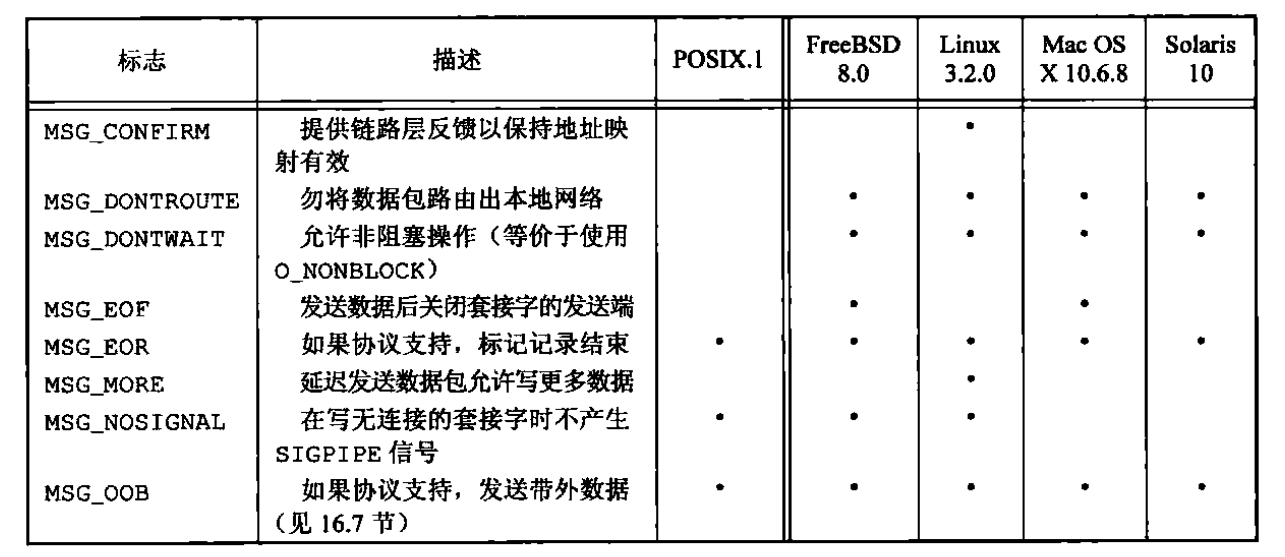 标志 描述 POSIX.1 FreeBSD 8.0 Linux 3.2.0 Mac OS X 10.6.8 Solaris 10
MSG_CONFIRM 提供链路层反馈以保持地址映 •
射有效
MSG_DONTROUTE 勿将数据包路由出本地网络 • • • •
MSG_DONTWAIT 允许非阻塞操作（等价于使用 • • • •
O_NONBLOCK）
MSG_EOF 发送数据后关闭套接字的发送端 • •
MSG_EOR 如果协议支持，标记记录结束 • • • • •
MSG_MORE 延迟发送数据包允许写更多数据 •
MSG_NOSIGNAL 在写无连接的套接字时不产生 • • •
SIGPIPE 信号
MSG_OOB 如果协议支持，发送带外数据 • • • • •
（见 16.7 节）